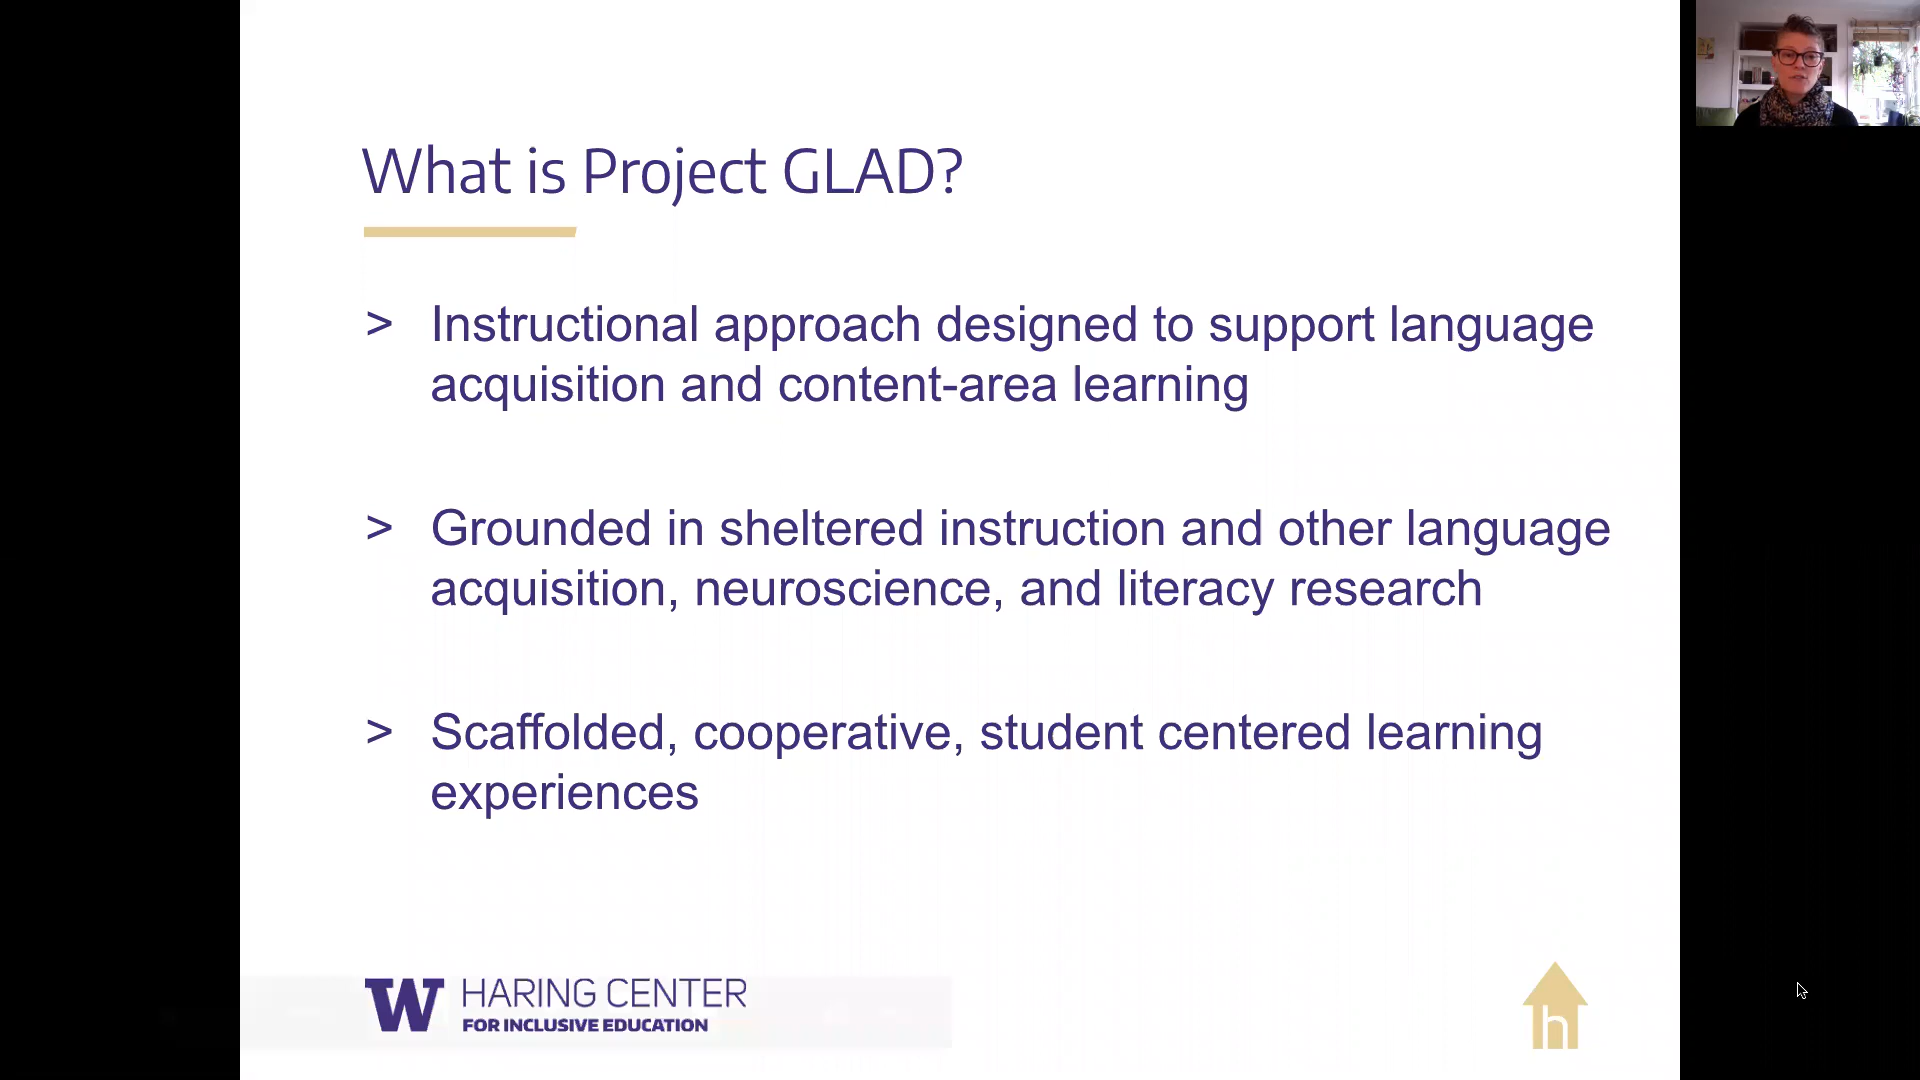 What is Project GLAD?
> Instructional approach designed to support language
acquisition and content-area learning
> Grounded in sheltered instruction and other language
acquisition, neuroscience, and literacy research
> Scaffolded, cooperative, student centered learning
experiences
W HARING CENTER
FOR INCLUSIVE EDUCATION
h